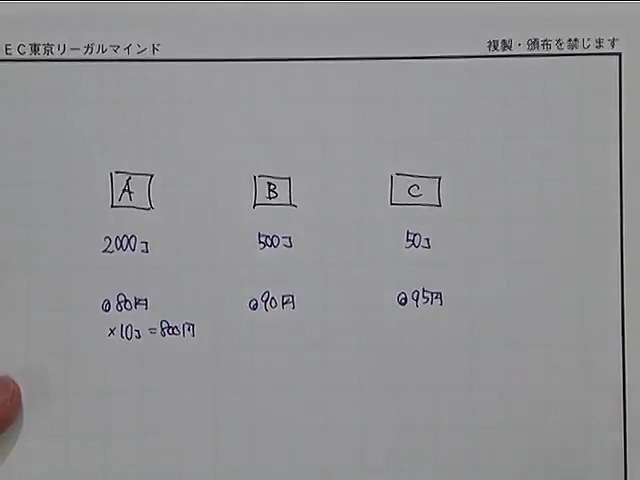 EC東京リーガルマインド 複製・頒布を禁じます
A B C
2000コ 500コ 50コ
@80円 @90円 @95円
×10コ=800円